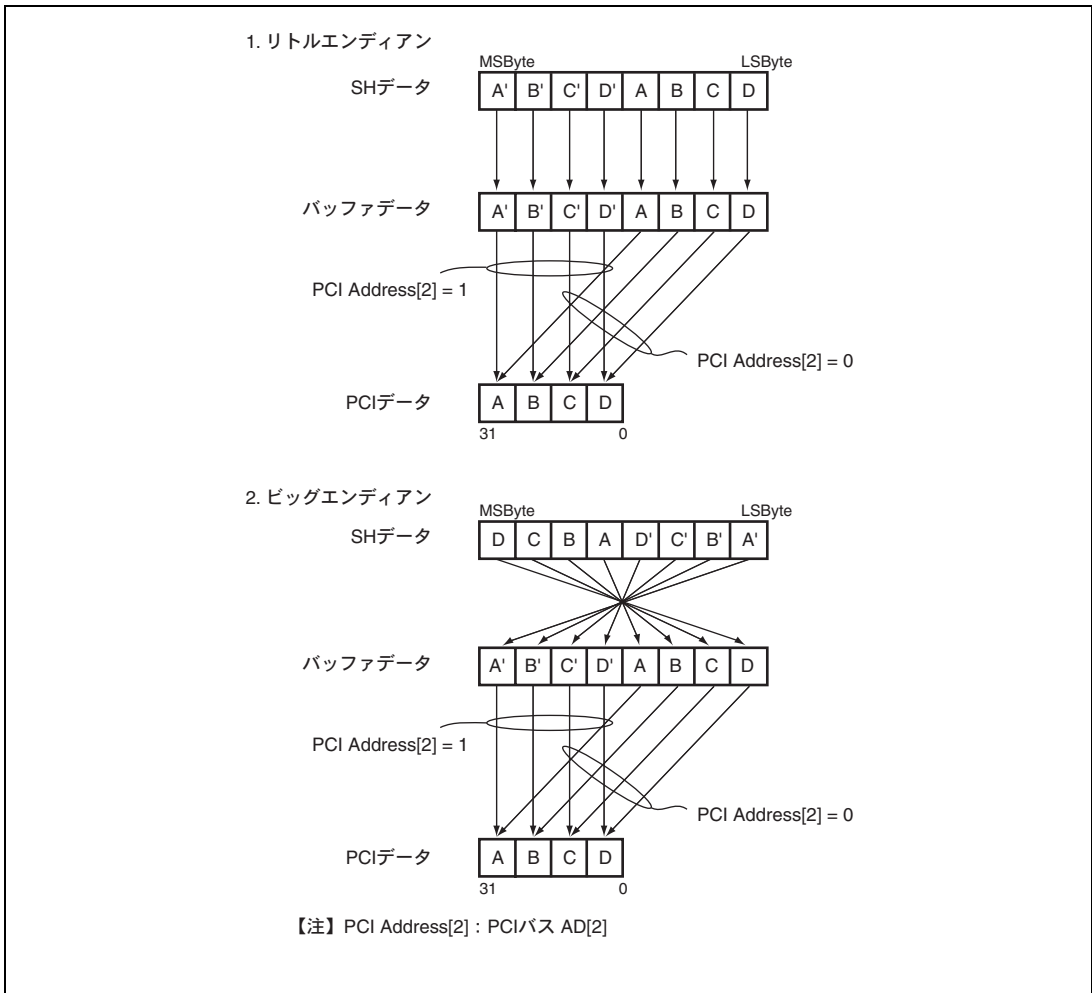 1. リトルエンディアン
MSByte LSByte
SHデータ A' B' C' D' A B C D
バッファデータ A' B' C' D' A B C D
PCI Address[2] = 1
PCI Address[2] = 0
PCIデータ A B C D
31 0
2. ビッグエンディアン
MSByte LSByte
SHデータ D C B A D' C' B' A'
バッファデータ A' B' C' D' A B C D
PCI Address[2] = 1
PCI Address[2] = 0
PCIデータ A B C D
31 0
【注】PCI Address[2]：PCIバス AD[2]